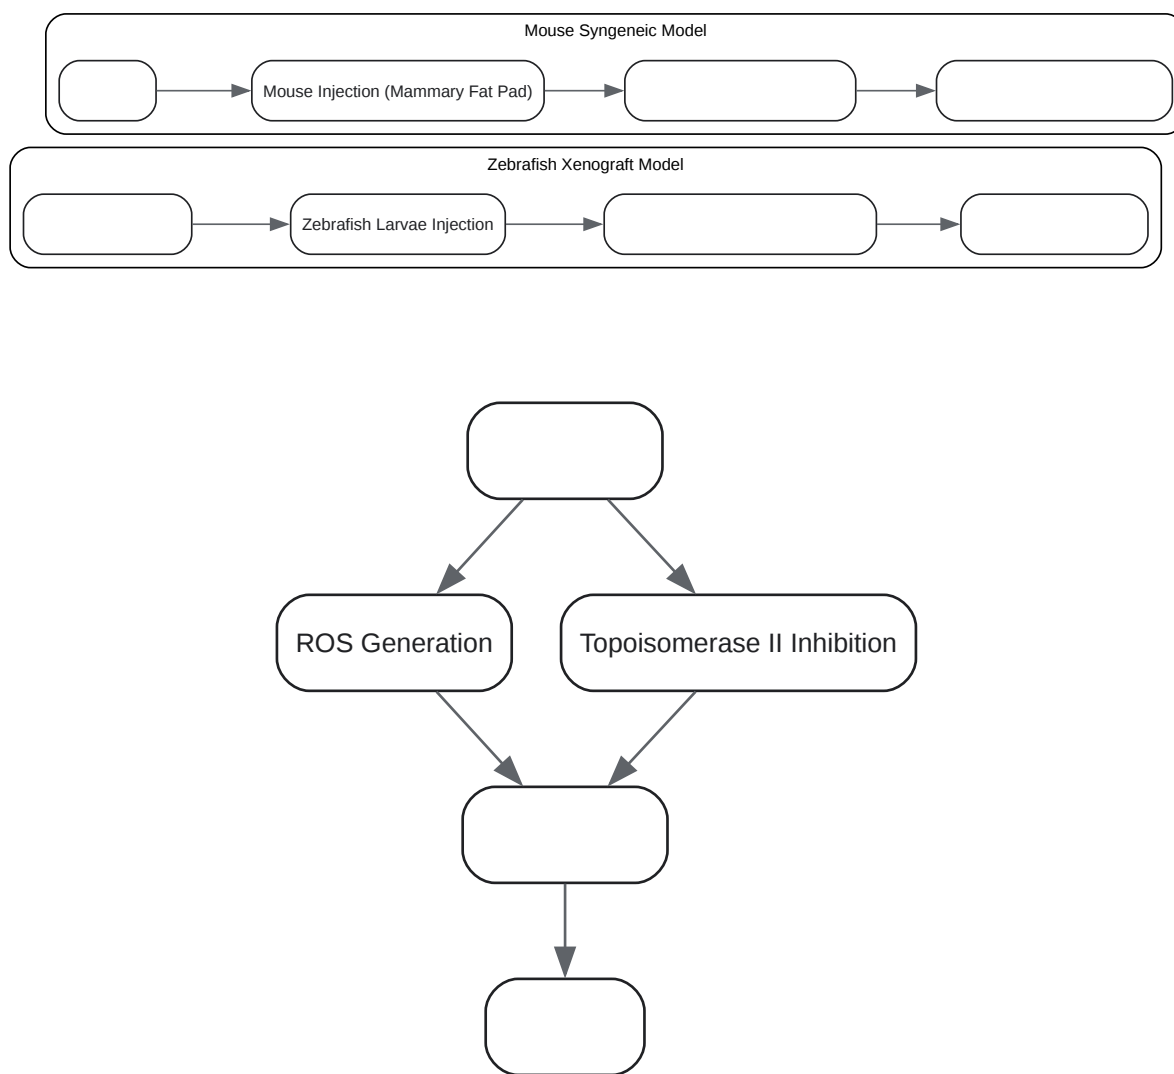 Mouse Syngeneic Model
Mouse Injection (Mammary Fat Pad)
Zebrafish Xenograft Model
Zebrafish Larvae Injection
ROS Generation
Topoisomerase II Inhibition